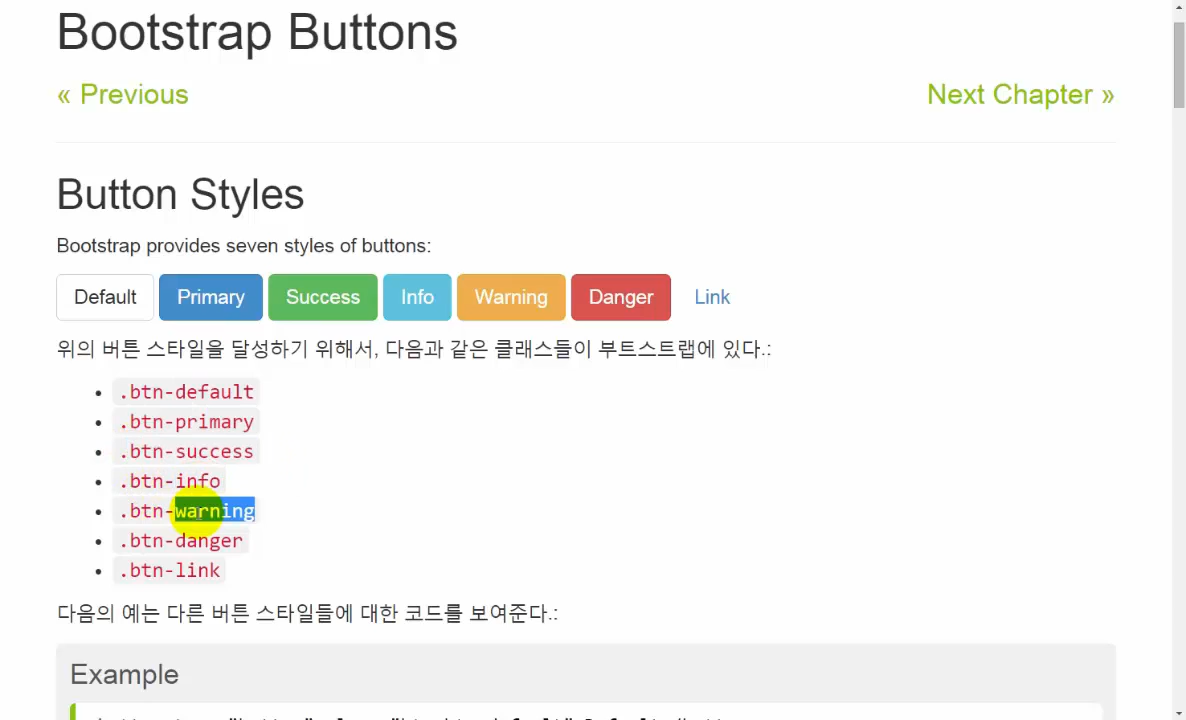 Bootstrap Buttons
« Previous Next Chapter »
Button Styles
Bootstrap provides seven styles of buttons:
Default Primary Success Info Warning Danger Link
위의 버튼 스타일을 달성하기 위해서, 다음과 같은 클래스들이 부트스트랩에 있다.:
.btn-default
.btn-primary
.btn-success
.btn-info
.btn-warning
.btn-danger
.btn-link
다음의 예는 다른 버튼 스타일들에 대한 코드를 보여준다.:
Example